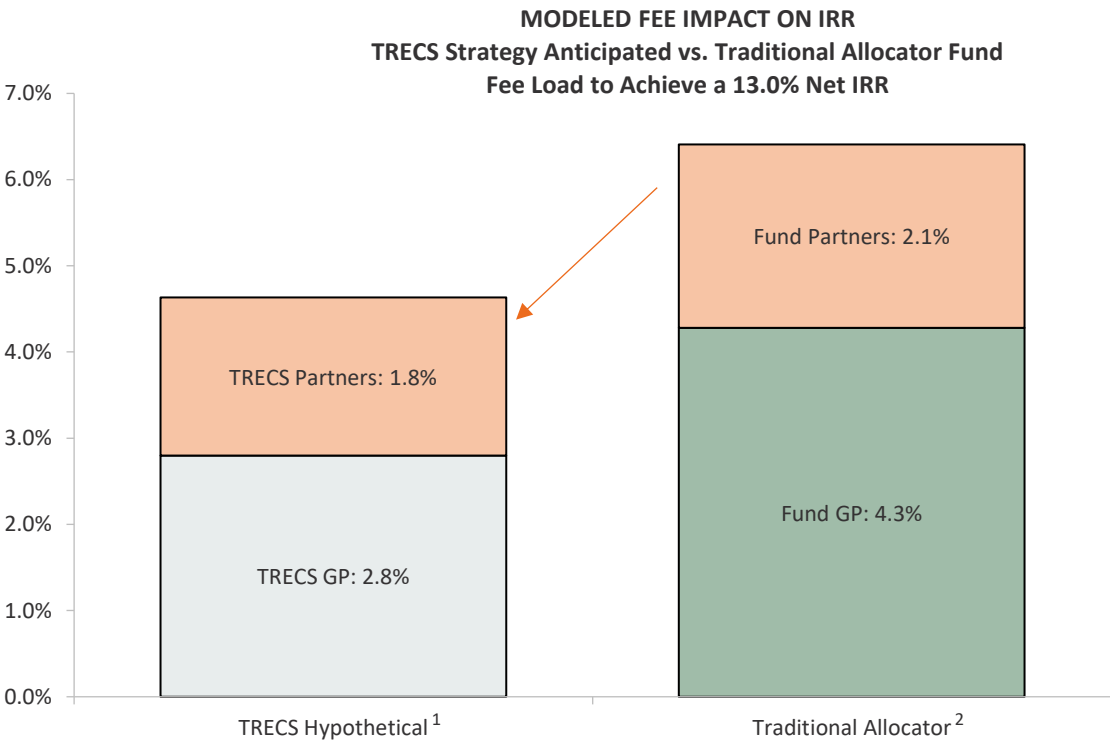 MODELED FEE IMPACT ON IRR
TRECS Strategy Anticipated vs. Traditional Allocator Fund
Fee Load to Achieve a 13.0% Net IRR
7.0%
6.0%
5.0%
4.0%
3.0%
2.0%
1.0%
0.0%
TRECS Partners: 1.8%
TRECS GP: 2.8%
Fund Partners: 2.1%
Fund GP: 4.3%
TRECS Hypothetical 1
Traditional Allocator 2